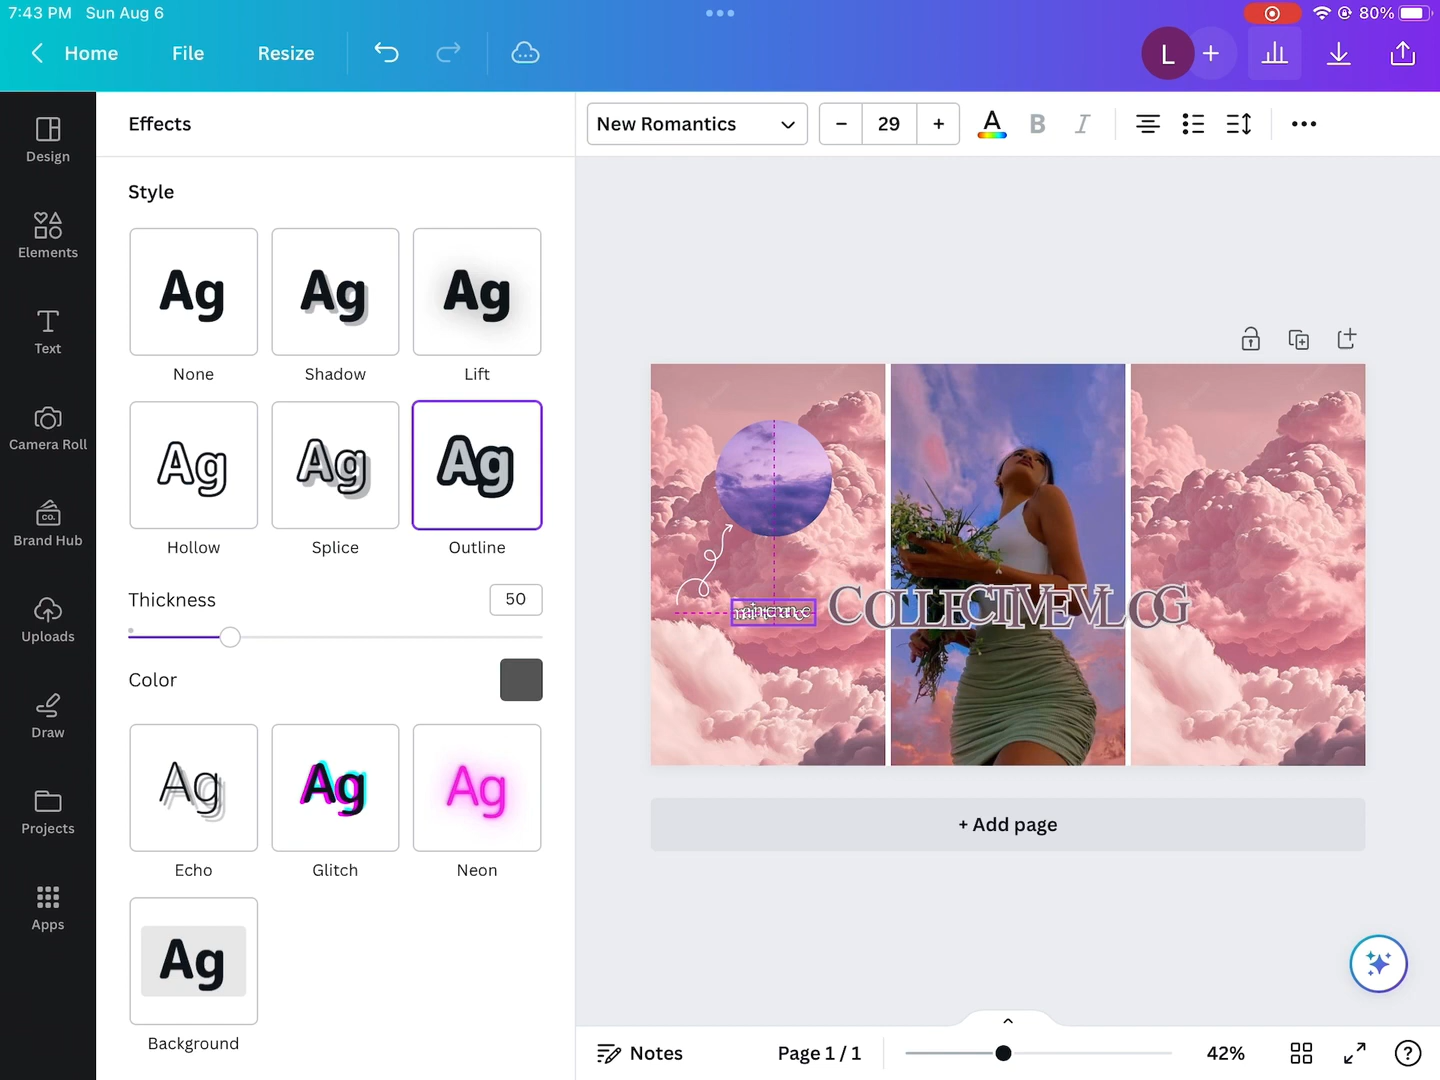 7:43 PM Sun Aug 6
80%
Home File Resize
L +
Effects
New Romantics − 29 + A B I
Style
Ag Ag Ag
None Shadow Lift
Ag Ag Ag
Hollow Splice Outline
Thickness 50
Color
Ag Ag Ag
Echo Glitch Neon
Ag
Background
Design
Elements
Text
Camera Roll
CO.
Brand Hub
Uploads
Draw
Projects
Apps
COLLECTIVEVLOG
+ Add page
Notes Page 1 / 1 42% ?